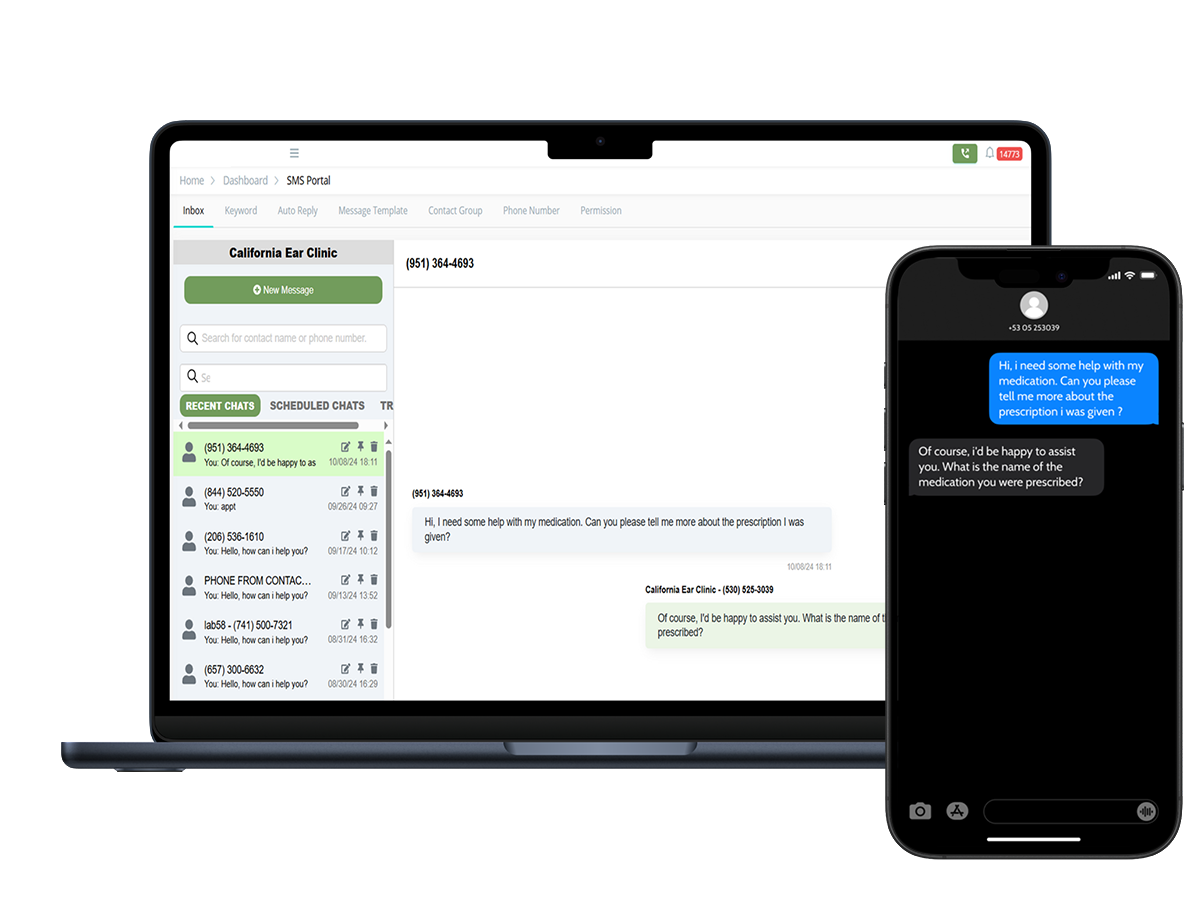 14773
Home > Dashboard > SMS Portal
Inbox Keyword Auto Reply Message Template Contact Group Phone Number Permission
California Ear Clinic
New Message
Search for contact name or phone number.
Se
RECENT CHATS SCHEDULED CHATS TR
(951) 364-4693
You: Of course, I'd be happy to as 10/08/24 18:11
(844) 520-5550
You: appt 09/26/24 09:27
(206) 536-1610
You: Hello, how can i help you? 09/17/24 10:12
PHONE FROM CONTAC...
You: Hello, how can i help you? 09/13/24 13:52
lab58 - (741) 500-7321
You: Hello, how can i help you? 08/31/24 16:32
(657) 300-6632
You: Hello, how can i help you? 08/30/24 16:29
(951) 364-4693
(951) 364-4693
Hi, I need some help with my medication. Can you please tell me more about the prescription I was
given?
10/08/24 18:11
California Ear Clinic - (530) 525-3039
Of course, I'd be happy to assist you. What is the name of t
prescribed?
+53 05 253039
Hi, i need some help with my
medication. Can you please
tell me more about the
prescription i was given ?
Of course, i'd be happy to assist
you. What is the name of the
medication you were prescribed?